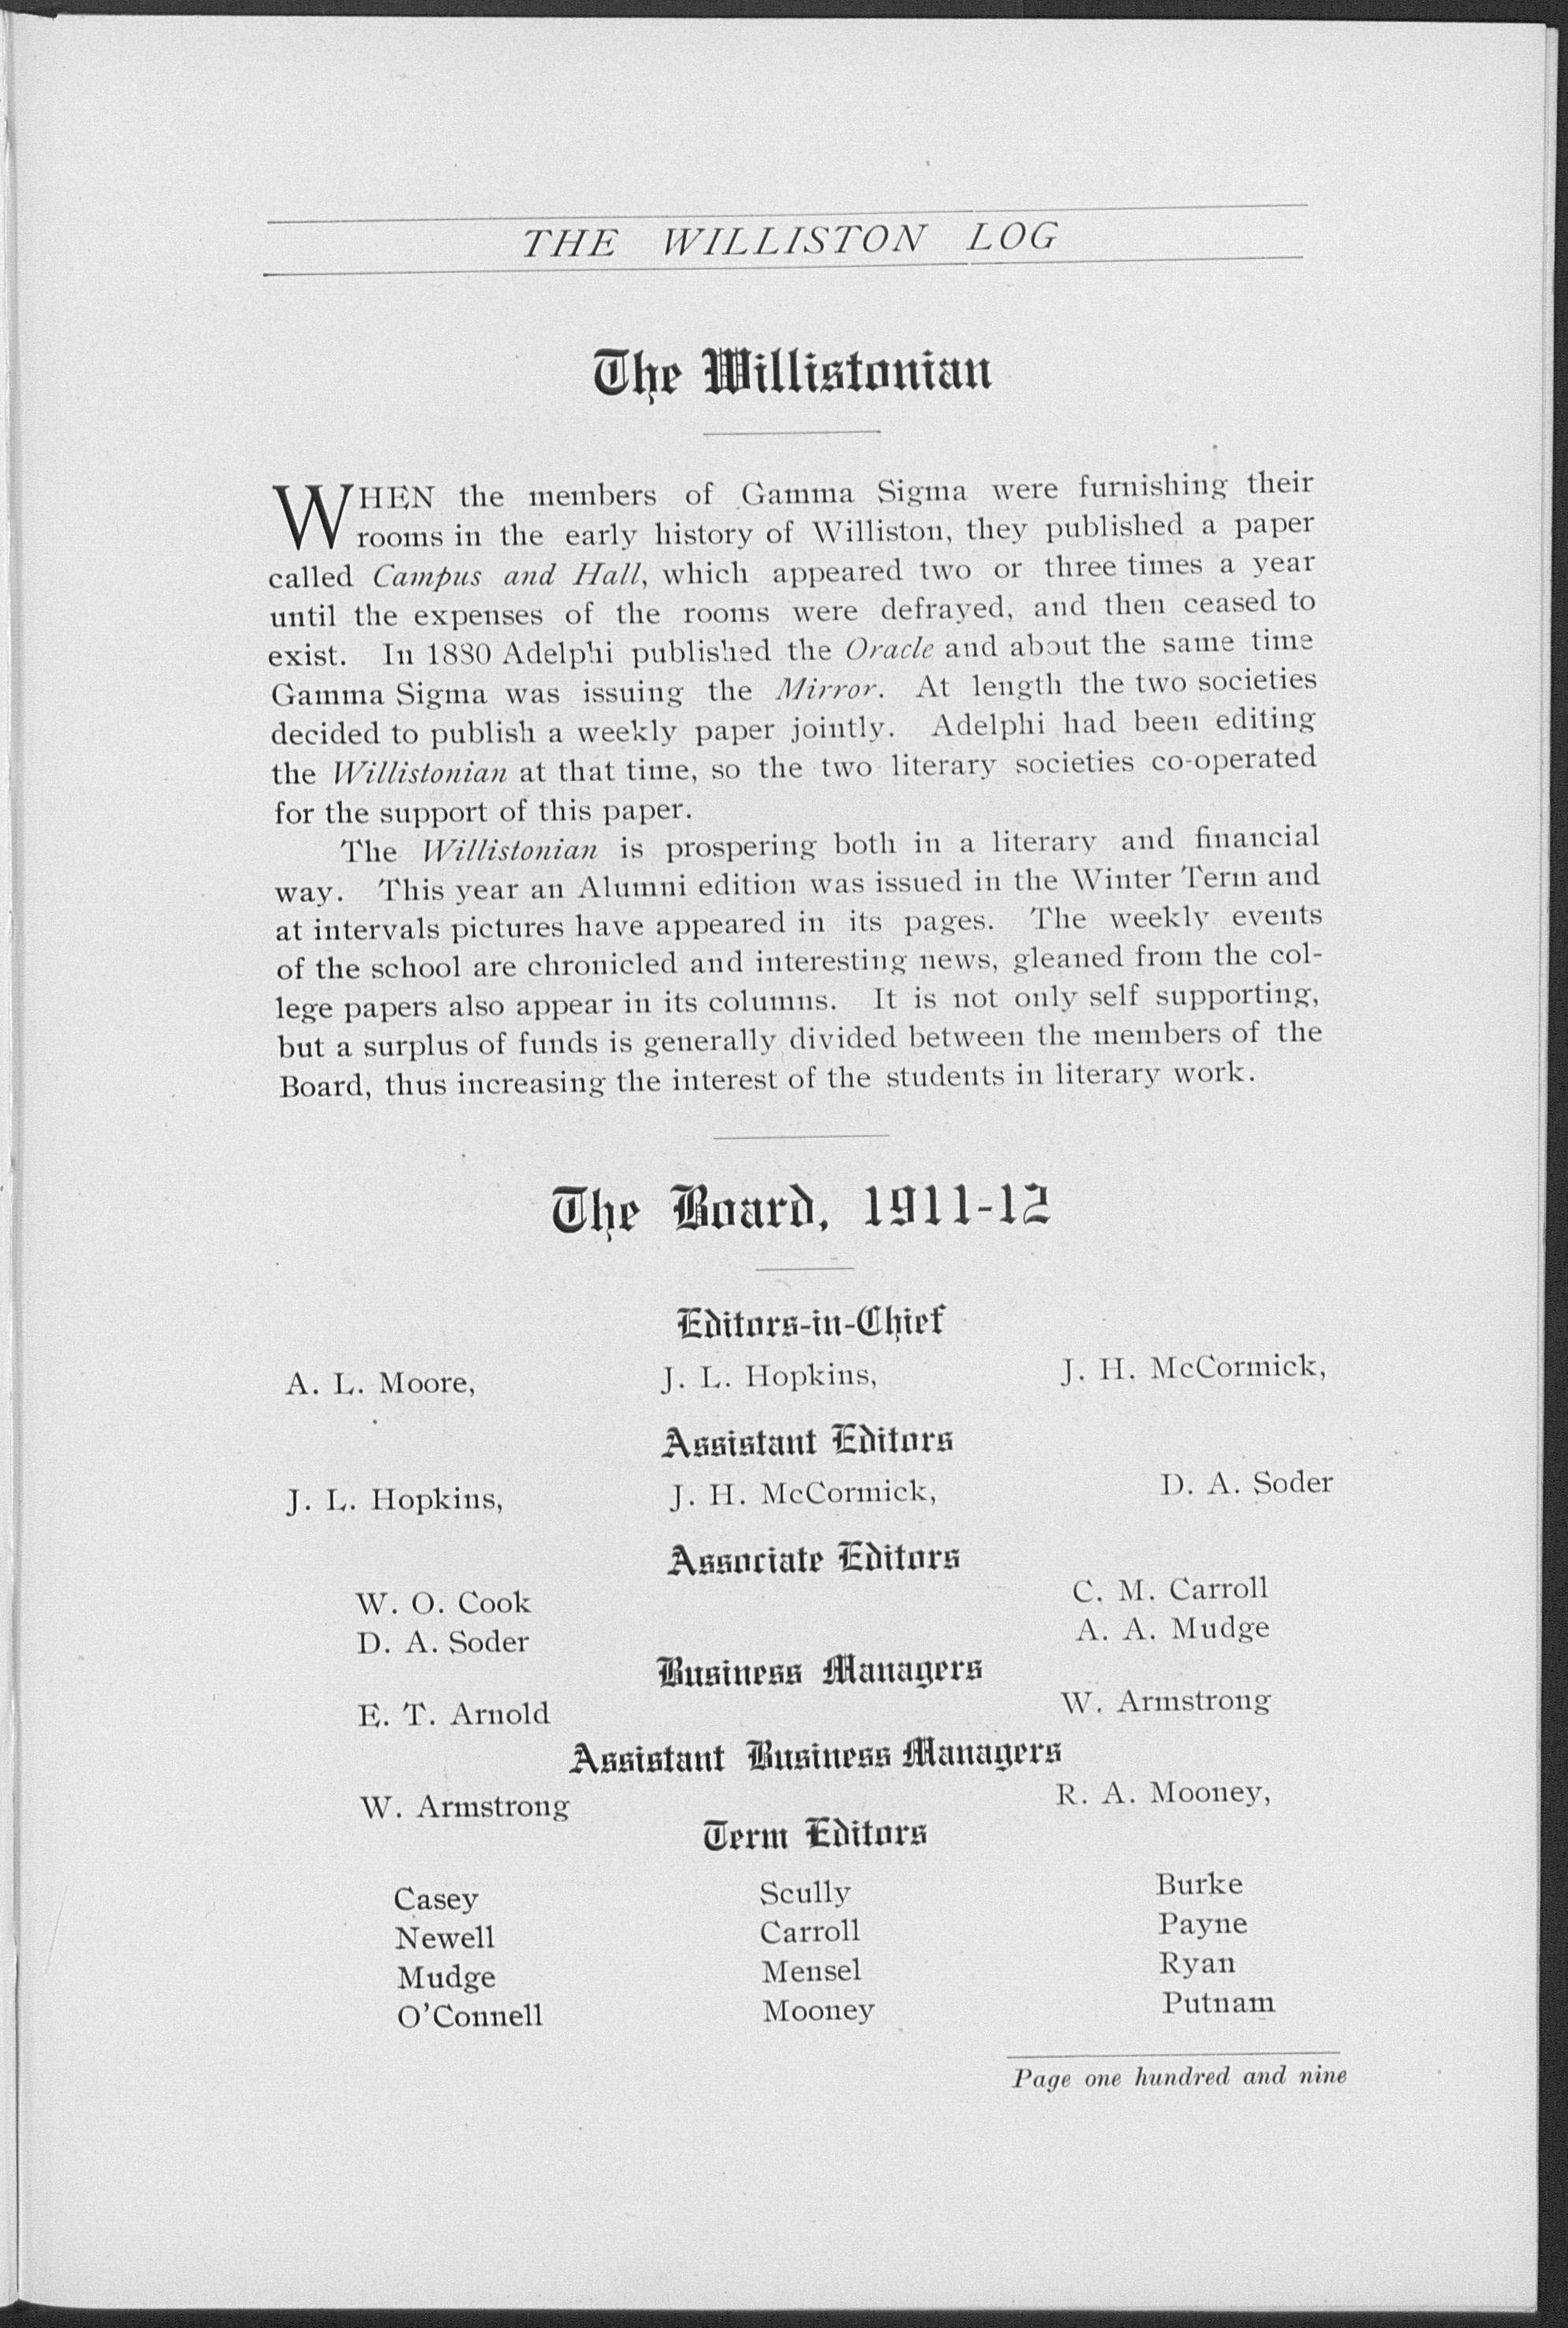 THE WILLISTON LOG
The Willistonian
WHEN the members of Gamma Sigma were furnishing their
rooms in the early history of Williston, they published a paper
called Campus and Hall, which appeared two or three times a year
until the expenses of the rooms were defrayed, and then ceased to
exist. In 1880 Adelphi published the Oracle and about the same time
Gamma Sigma was issuing the Mirror. At length the two societies
decided to publish a weekly paper jointly. Adelphi had been editing
the Willistonian at that time, so the two literary societies co-operated
for the support of this paper.
The Willistonian is prospering both in a literary and financial
way. This year an Alumni edition was issued in the Winter Term and
at intervals pictures have appeared in its pages. The weekly events
of the school are chronicled and interesting news, gleaned from the col-
lege papers also appear in its columns. It is not only self supporting,
but a surplus of funds is generally divided between the members of the
Board, thus increasing the interest of the students in literary work.
The Board, 1911-12
Editors-in-Chief
A. L. Moore, J. L. Hopkins, J. H. McCormick,
Assistant Editors
J. L. Hopkins, J. H. McCormick, D. A. Soder
Associate Editors
W. O. Cook C. M. Carroll
D. A. Soder A. A. Mudge
Business Managers
E. T. Arnold W. Armstrong
Assistant Business Managers
W. Armstrong R. A. Mooney,
Term Editors
Casey Scully Burke
Newell Carroll Payne
Mudge Mensel Ryan
O'Connell Mooney Putnam
Page one hundred and nine